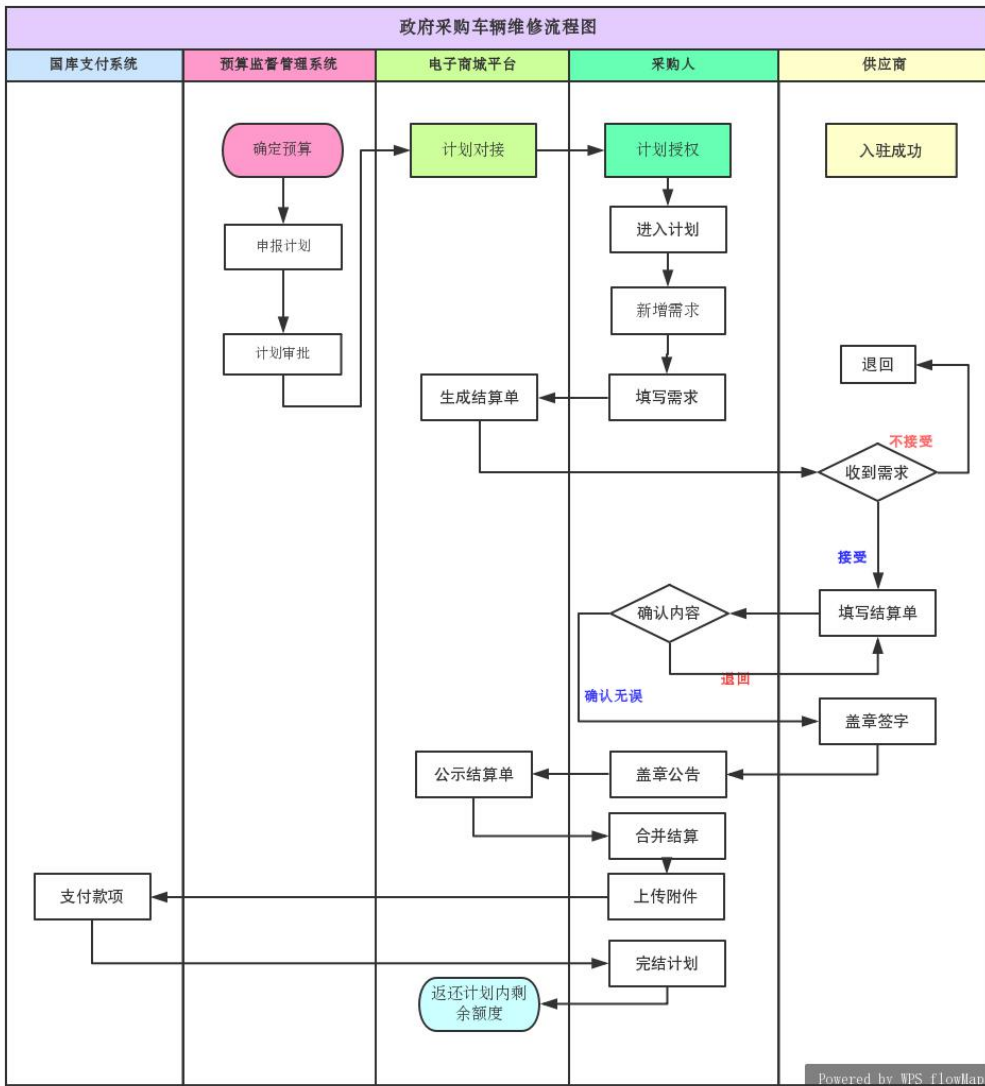 政府采购车辆维修流程图
国库支付系统
预算监督管理系统
电子商城平台
采购人
供应商
确定预算
计划对接
计划授权
入驻成功
申报计划
进入计划
新增需求
计划审批
退回
生成结算单
填写需求
不接受
收到需求
接受
确认内容
填写结算单
退回
确认无误
盖章签字
公示结算单
盖章公告
合并结算
支付款项
上传附件
完结计划
返还计划内剩
余额度
Powered by WPS flowMap